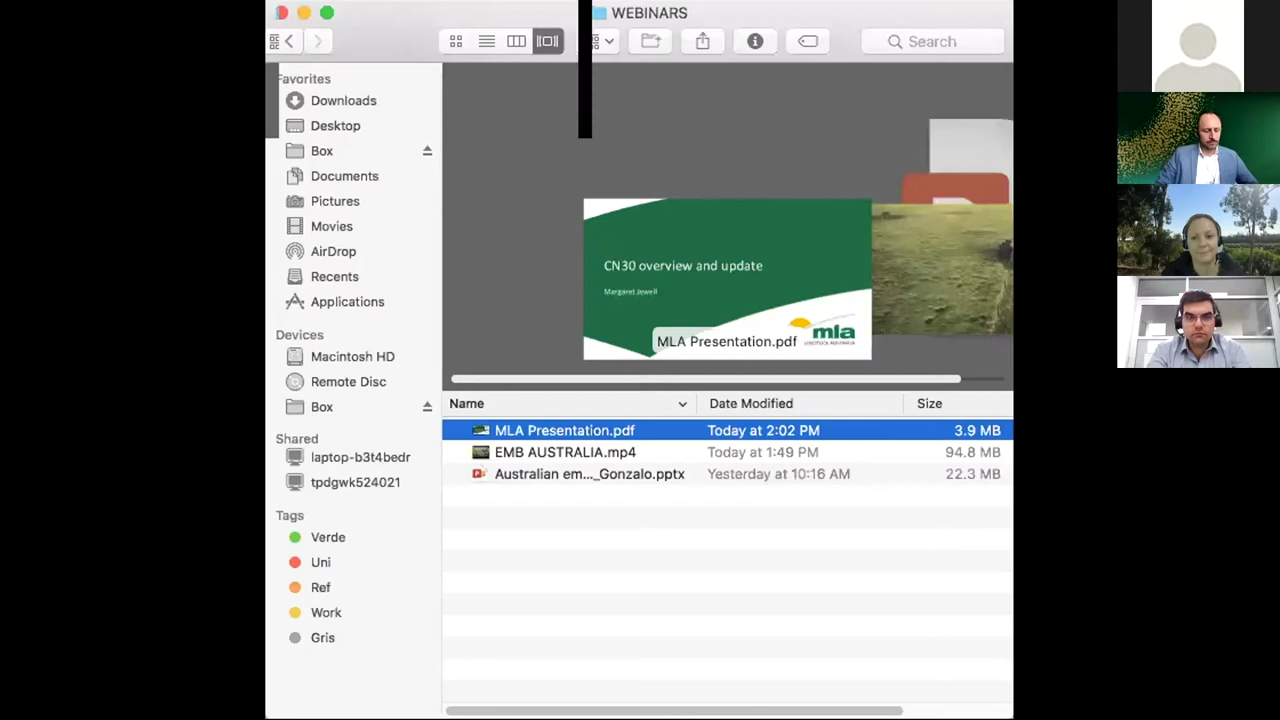 WEBINARS
Search
Favorites
Downloads
Desktop
Box
Documents
Pictures
Movies
AirDrop
Recents
Applications
Devices
Macintosh HD
Remote Disc
Box
Shared
laptop-b3t4bedr
tpdgwk524021
Tags
Verde
Uni
Ref
Work
Gris
CN30 overview and update
Margaret Jewell
mla
MLA Presentation.pdf
Name Date Modified Size
MLA Presentation.pdf Today at 2:02 PM 3.9 MB
EMB AUSTRALIA.mp4 Today at 1:49 PM 94.8 MB
Australian em..._Gonzalo.pptx Yesterday at 10:16 AM 22.3 MB